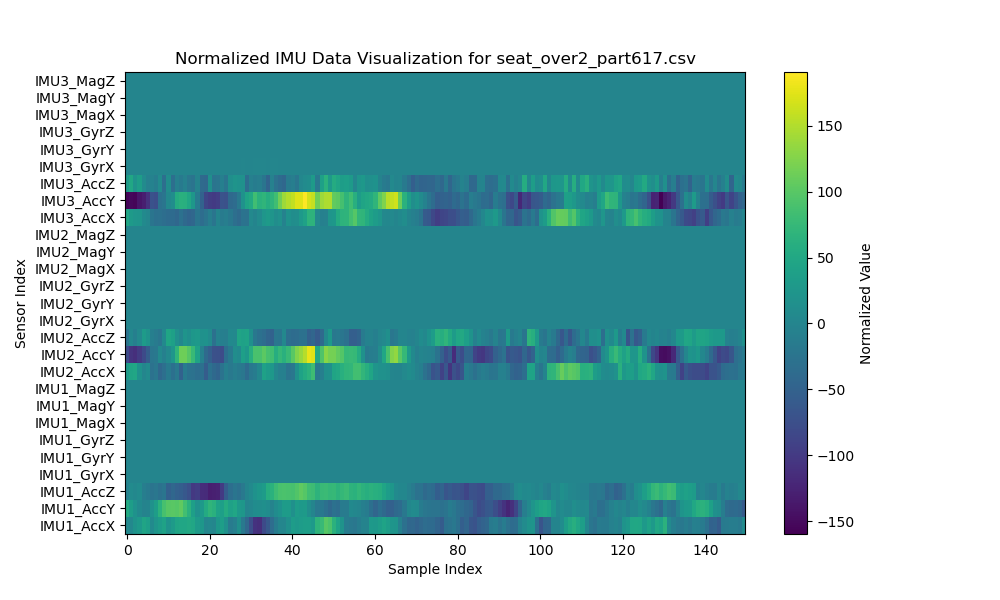 Normalized IMU Data Visualization for seat_over2_part617.csv
IMU3_MagZ
IMU3_MagY
IMU3_MagX
IMU3_GyrZ
IMU3_GyrY
IMU3_GyrX
IMU3_AccZ
IMU3_AccY
IMU3_AccX
IMU2_MagZ
IMU2_MagY
IMU2_MagX
IMU2_GyrZ
IMU2_GyrY
IMU2_GyrX
IMU2_AccZ
IMU2_AccY
IMU2_AccX
IMU1_MagZ
IMU1_MagY
IMU1_MagX
IMU1_GyrZ
IMU1_GyrY
IMU1_GyrX
IMU1_AccZ
IMU1_AccY
IMU1_AccX
Sensor Index
0 20 40 60 80 100 120 140
Sample Index
150
100
50
0
−50
−100
−150
Normalized Value